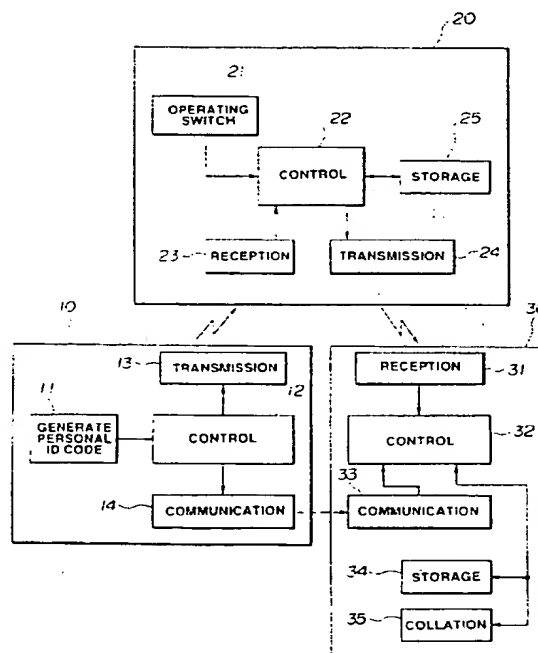 20
21
OPERATING
SWITCH
22
25
CONTROL
STORAGE
23
RECEPTION
TRANSMISSION
24
10
13
TRANSMISSION
RECEPTION
31
11
12
GENERATE
PERSONAL
ID CODE
CONTROL
CONTROL
32
33
14
COMMUNICATION
COMMUNICATION
34
STORAGE
35
COLLATION